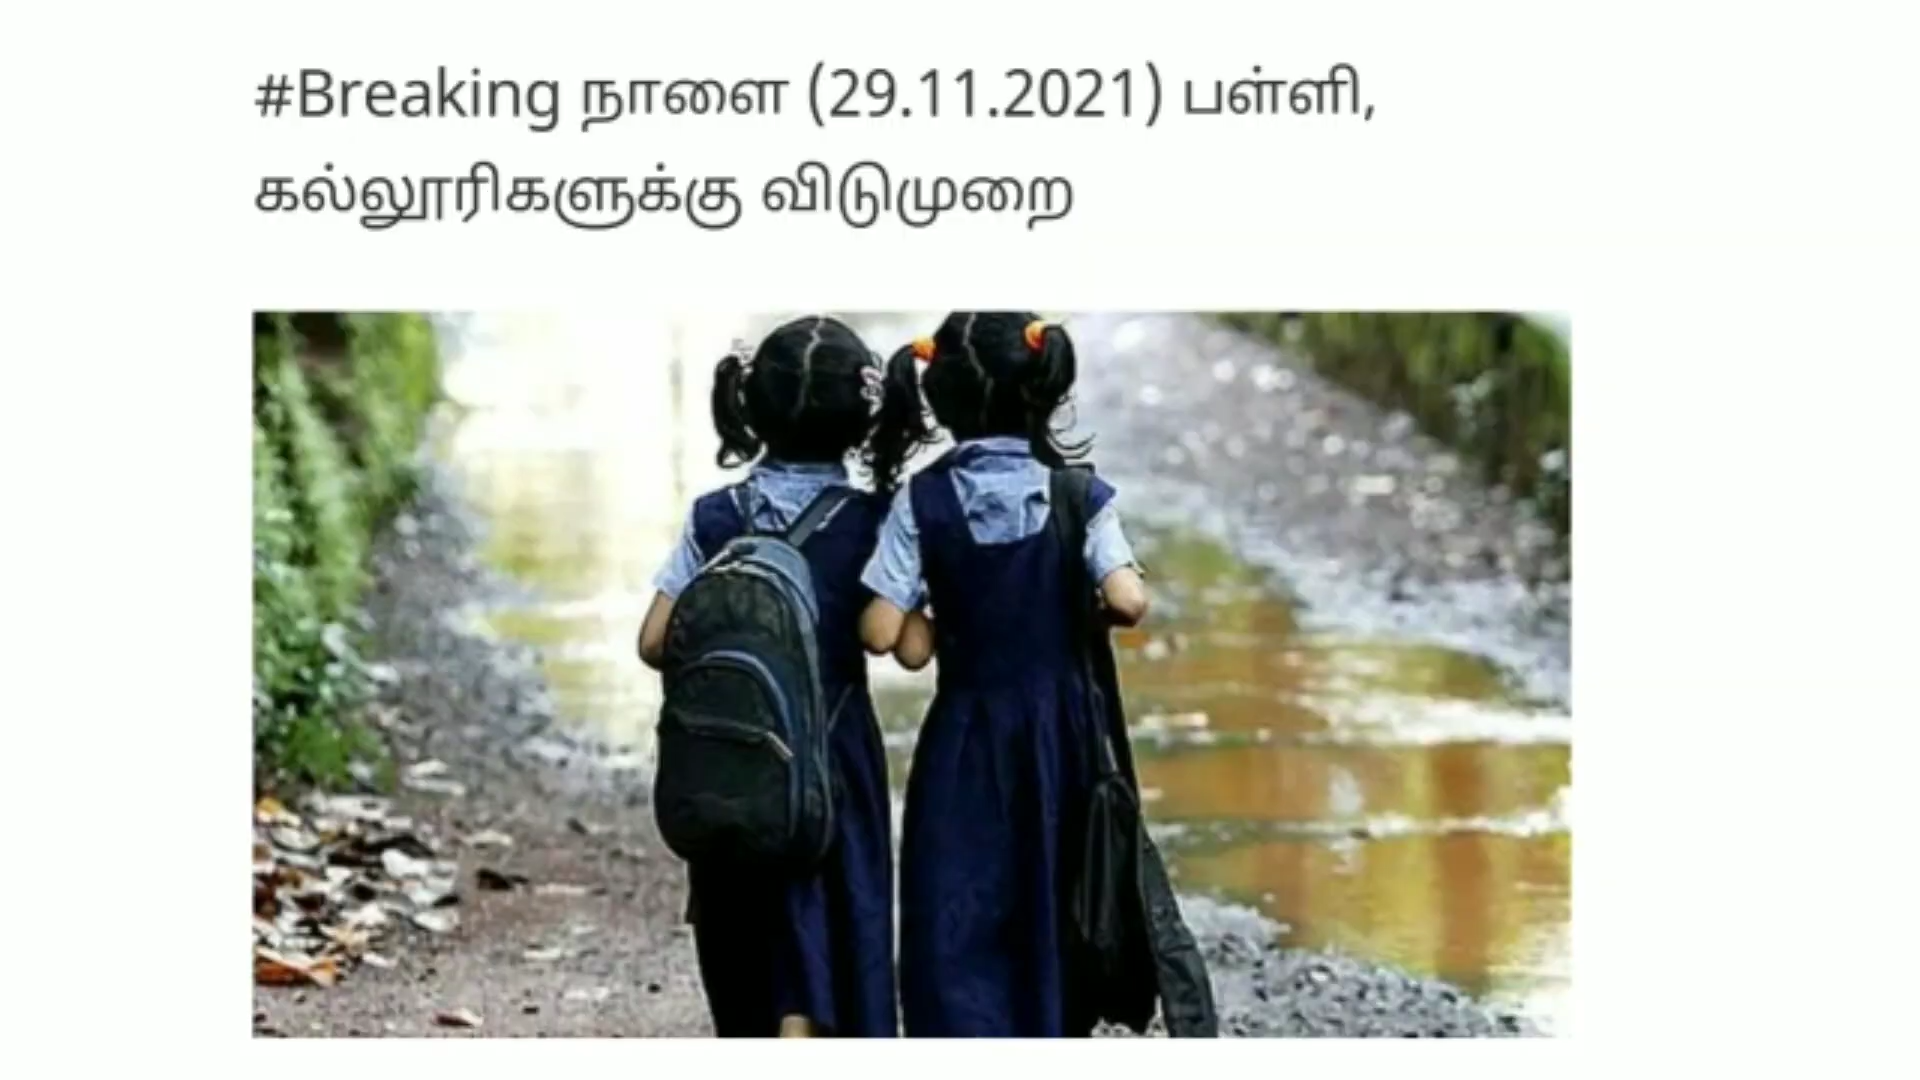 #Breaking நாளை (29.11.2021) பள்ளி,
கல்லூரிகளுக்கு விடுமுறை